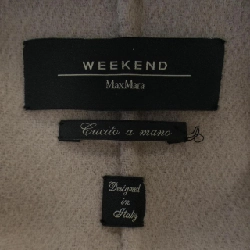 WEEKEND
MaxMara
Cucito a mano
Designed
in
Italy